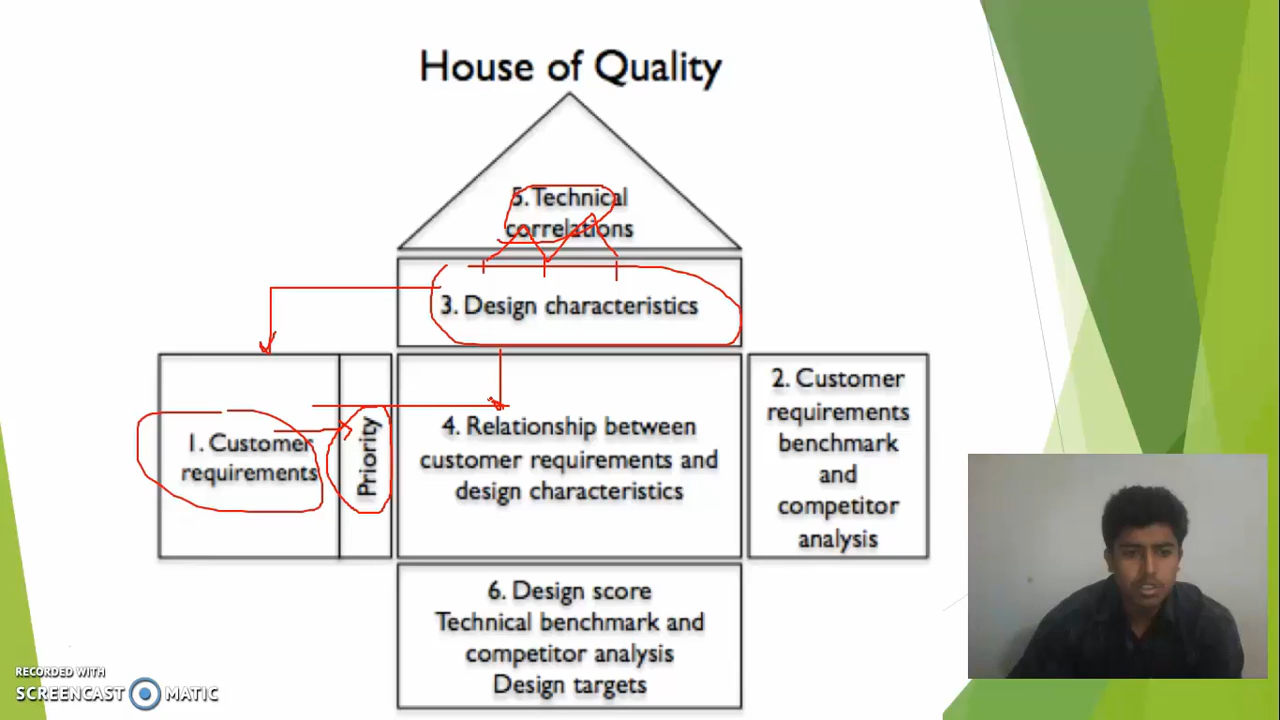 House of Quality
5. Technical
correlations
3. Design characteristics
1. Customer
requirements
Priority
4. Relationship between
customer requirements and
design characteristics
2. Customer
requirements
benchmark
and
competitor
analysis
6. Design score
Technical benchmark and
competitor analysis
Design targets
RECORDED WITH
SCREENCAST MATIC